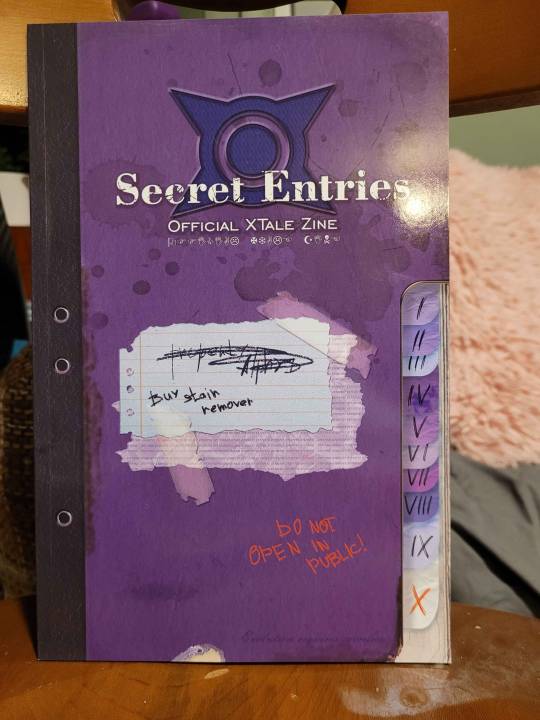 Secret Entries
Official XTale Zine
property
Buy stain
remover
DO NOT
OPEN IN
PUBLIC!
I
II
III
IV
V
VI
VII
VIII
IX
X